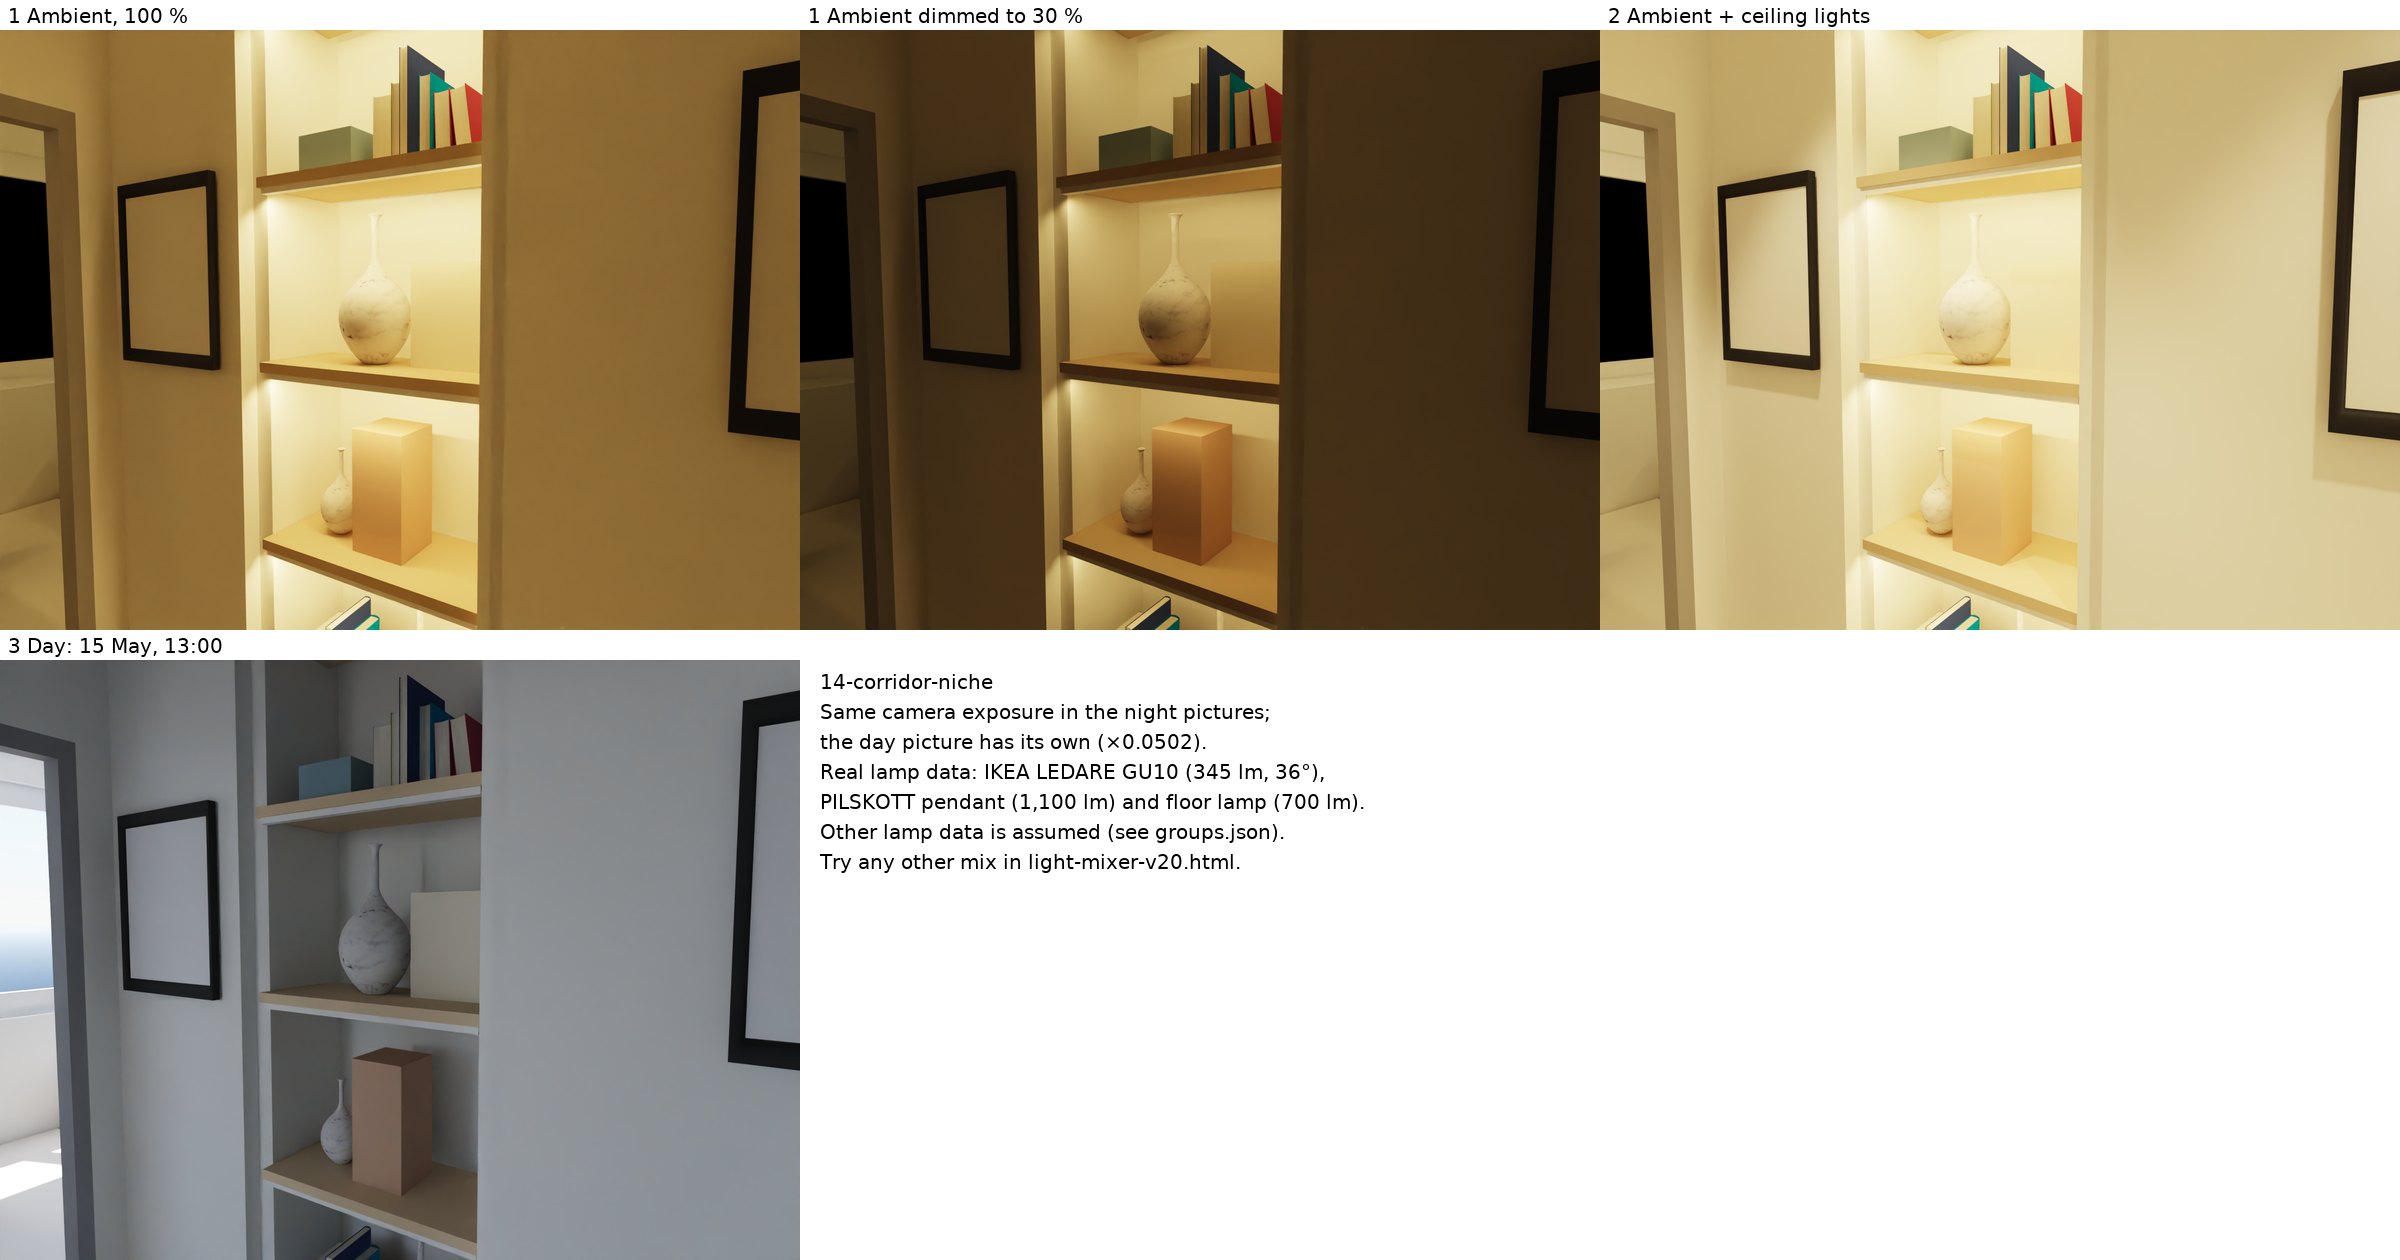 1 Ambient, 100 %
1 Ambient dimmed to 30 %
2 Ambient + ceiling lights
3 Day: 15 May, 13:00
14-corridor-niche
Same camera exposure in the night pictures;
the day picture has its own (×0.0502).
Real lamp data: IKEA LEDARE GU10 (345 lm, 36°),
PILSKOTT pendant (1,100 lm) and floor lamp (700 lm).
Other lamp data is assumed (see groups.json).
Try any other mix in light-mixer-v20.html.